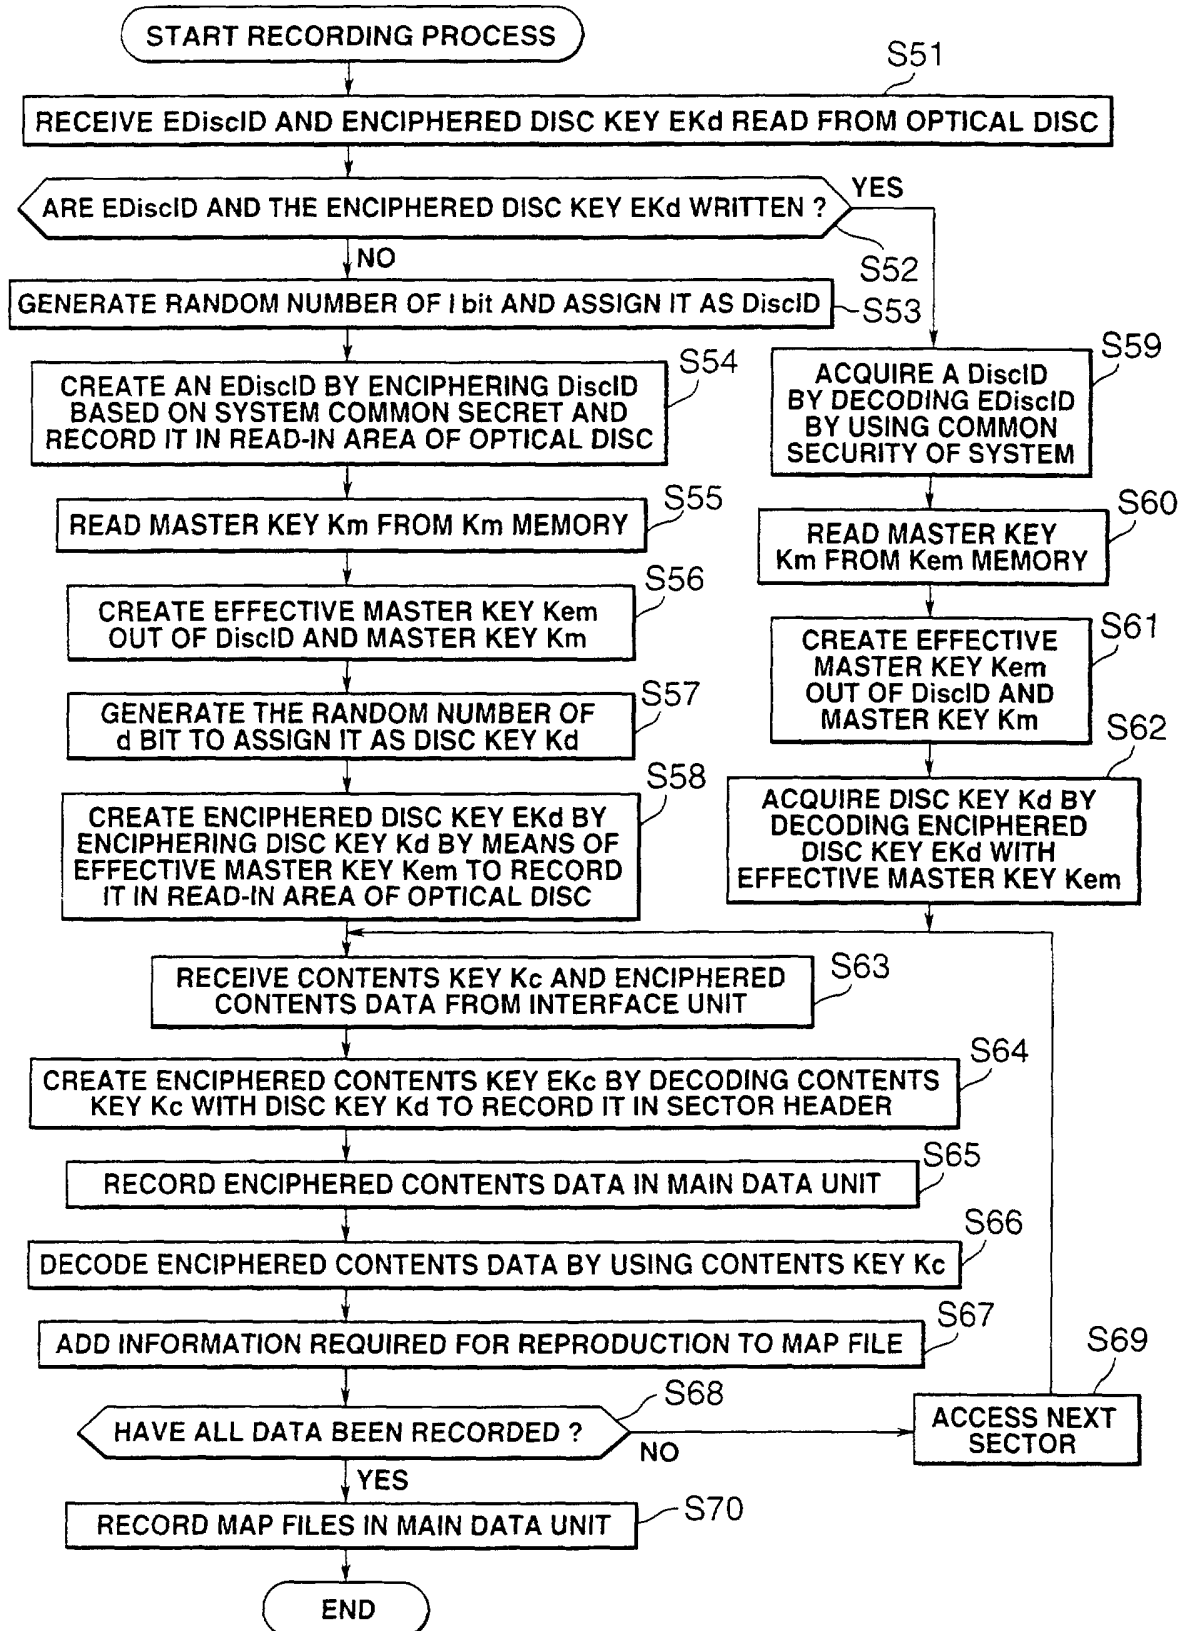 START RECORDING PROCESS
S51
RECEIVE EDiscID AND ENCIPHERED DISC KEY EKd READ FROM OPTICAL DISC
ARE EDiscID AND THE ENCIPHERED DISC KEY EKd WRITTEN ?
YES
S52
NO
GENERATE RANDOM NUMBER OF l bit AND ASSIGN IT AS DiscID
S53
CREATE AN EDiscID BY ENCIPHERING DiscID
BASED ON SYSTEM COMMON SECRET AND
RECORD IT IN READ-IN AREA OF OPTICAL DISC
S54
READ MASTER KEY Km FROM Km MEMORY
S55
CREATE EFFECTIVE MASTER KEY Kem
OUT OF DiscID AND MASTER KEY Km
S56
GENERATE THE RANDOM NUMBER OF
d BIT TO ASSIGN IT AS DISC KEY Kd
S57
CREATE ENCIPHERED DISC KEY EKd BY
ENCIPHERING DISC KEY Kd BY MEANS OF
EFFECTIVE MASTER KEY Kem TO RECORD
IT IN READ-IN AREA OF OPTICAL DISC
S58
ACQUIRE A DiscID
BY DECODING EDiscID
BY USING COMMON
SECURITY OF SYSTEM
S59
READ MASTER KEY
Km FROM Kem MEMORY
S60
CREATE EFFECTIVE
MASTER KEY Kem
OUT OF DiscID AND
MASTER KEY Km
S61
ACQUIRE DISC KEY Kd BY
DECODING ENCIPHERED
DISC KEY EKd WITH
EFFECTIVE MASTER KEY Kem
S62
RECEIVE CONTENTS KEY Kc AND ENCIPHERED
CONTENTS DATA FROM INTERFACE UNIT
S63
CREATE ENCIPHERED CONTENTS KEY EKc BY DECODING CONTENTS
KEY Kc WITH DISC KEY Kd TO RECORD IT IN SECTOR HEADER
S64
RECORD ENCIPHERED CONTENTS DATA IN MAIN DATA UNIT
S65
DECODE ENCIPHERED CONTENTS DATA BY USING CONTENTS KEY Kc
S66
ADD INFORMATION REQUIRED FOR REPRODUCTION TO MAP FILE
S67
HAVE ALL DATA BEEN RECORDED ?
S68
NO
ACCESS NEXT
SECTOR
S69
YES
RECORD MAP FILES IN MAIN DATA UNIT
S70
END